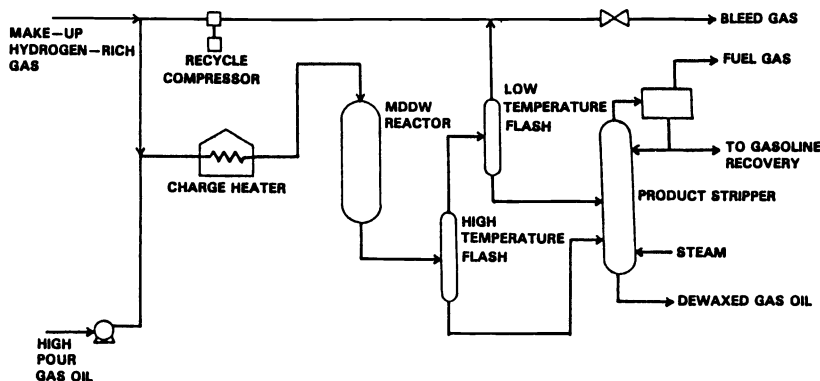 MAKE-UP
HYDROGEN-RICH
GAS
RECYCLE
COMPRESSOR
BLEED GAS
FUEL GAS
LOW
TEMPERATURE
FLASH
MDDW
REACTOR
TO GASOLINE
RECOVERY
CHARGE HEATER
PRODUCT STRIPPER
HIGH
TEMPERATURE
FLASH
STEAM
DEWAXED GAS OIL
HIGH
POUR
GAS OIL